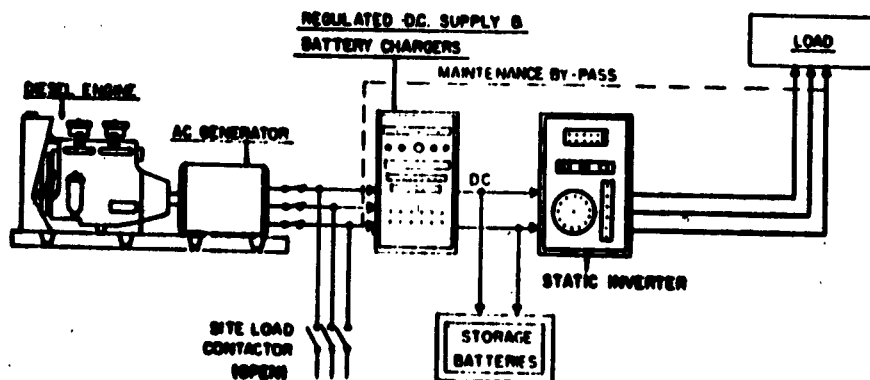 REGULATED D.C. SUPPLY &
BATTERY CHARGERS
LOAD
MAINTENANCE BY-PASS
DIESEL ENGINE
AC GENERATOR
DC
STATIC INVERTER
SITE LOAD
CONTACTOR
(OPEN)
STORAGE
BATTERIES